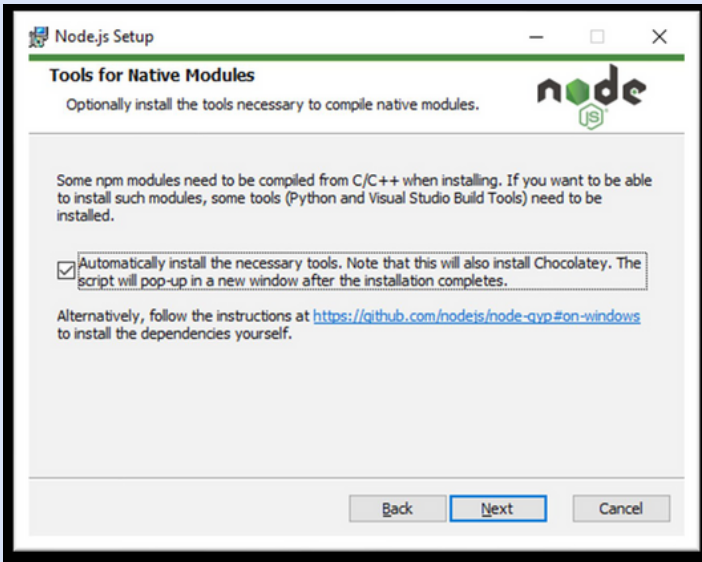 Node.js Setup
Tools for Native Modules
Optionally install the tools necessary to compile native modules.
node
JS
Some npm modules need to be compiled from C/C++ when installing. If you want to be able
to install such modules, some tools (Python and Visual Studio Build Tools) need to be
installed.
Automatically install the necessary tools. Note that this will also install Chocolatey. The
script will pop-up in a new window after the installation completes.
Alternatively, follow the instructions at https://github.com/nodejs/node-gyp#on-windows
to install the dependencies yourself.
Back Next Cancel